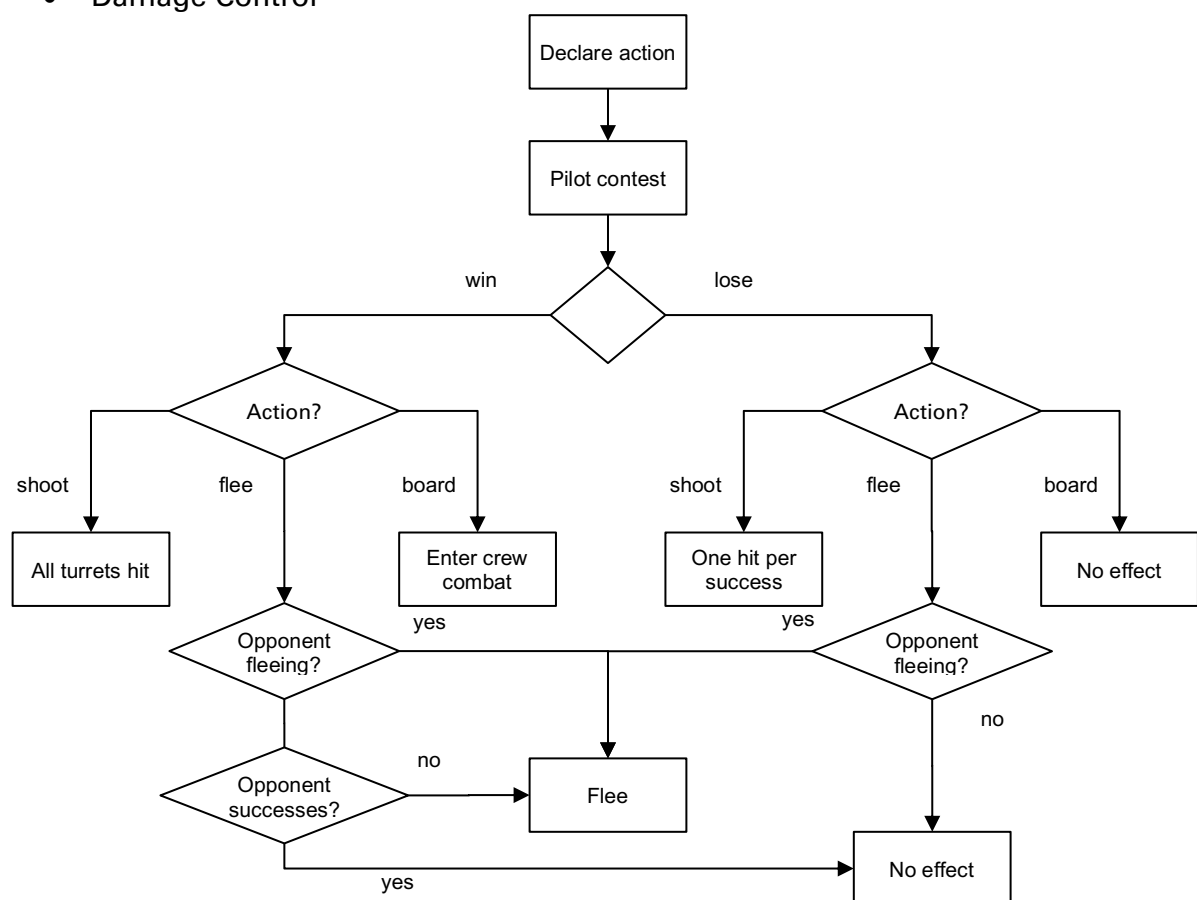 • Damage Control
Declare action
Pilot contest
win
lose
Action?
Action?
shoot
flee
board
shoot
flee
board
All turrets hit
Enter crew
combat
One hit per
success
No effect
yes
yes
Opponent
fleeing?
Opponent
fleeing?
no
no
Opponent
successes?
Flee
No effect
yes